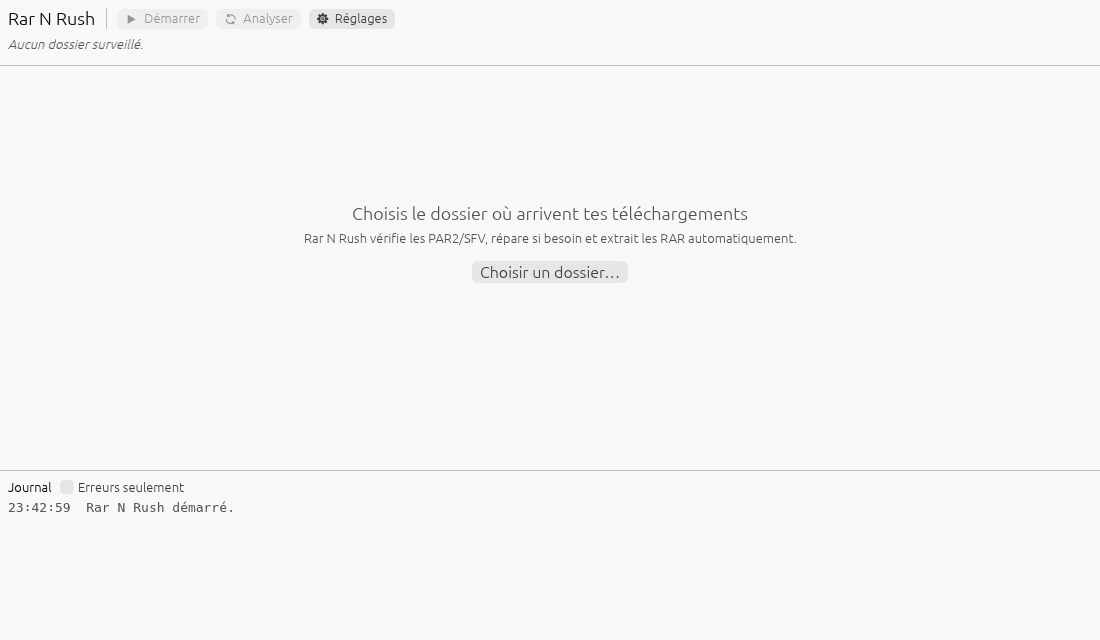 Rar N Rush ▶ Démarrer Analyser Réglages
Aucun dossier surveillé.
Choisis le dossier où arrivent tes téléchargements
Rar N Rush vérifie les PAR2/SFV, répare si besoin et extrait les RAR automatiquement.
Choisir un dossier…
Journal Erreurs seulement
23:42:59 Rar N Rush démarré.